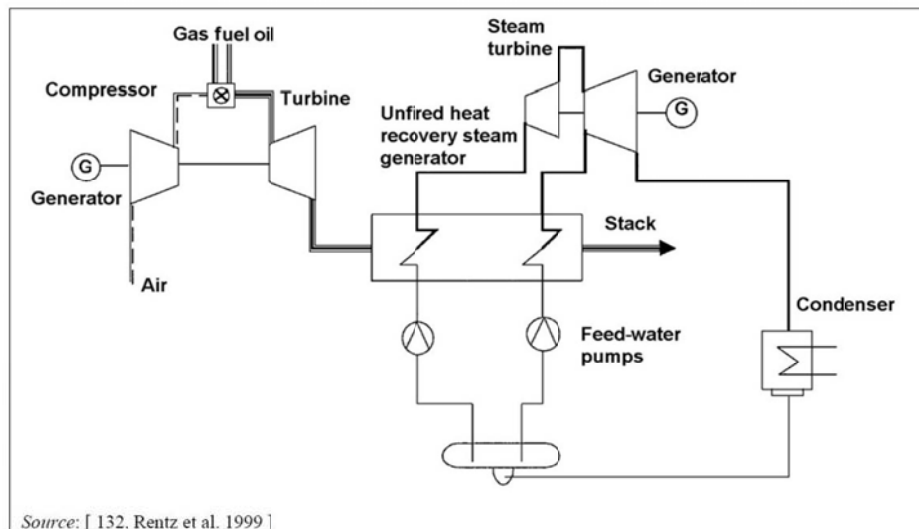 Gas fuel oil
Compressor
Turbine
G
Generator
Air
Steam
turbine
Generator
G
Unfired heat
recovery steam
generator
Stack
Feed-water
pumps
Condenser
Source: [ 132, Rentz et al. 1999 ]